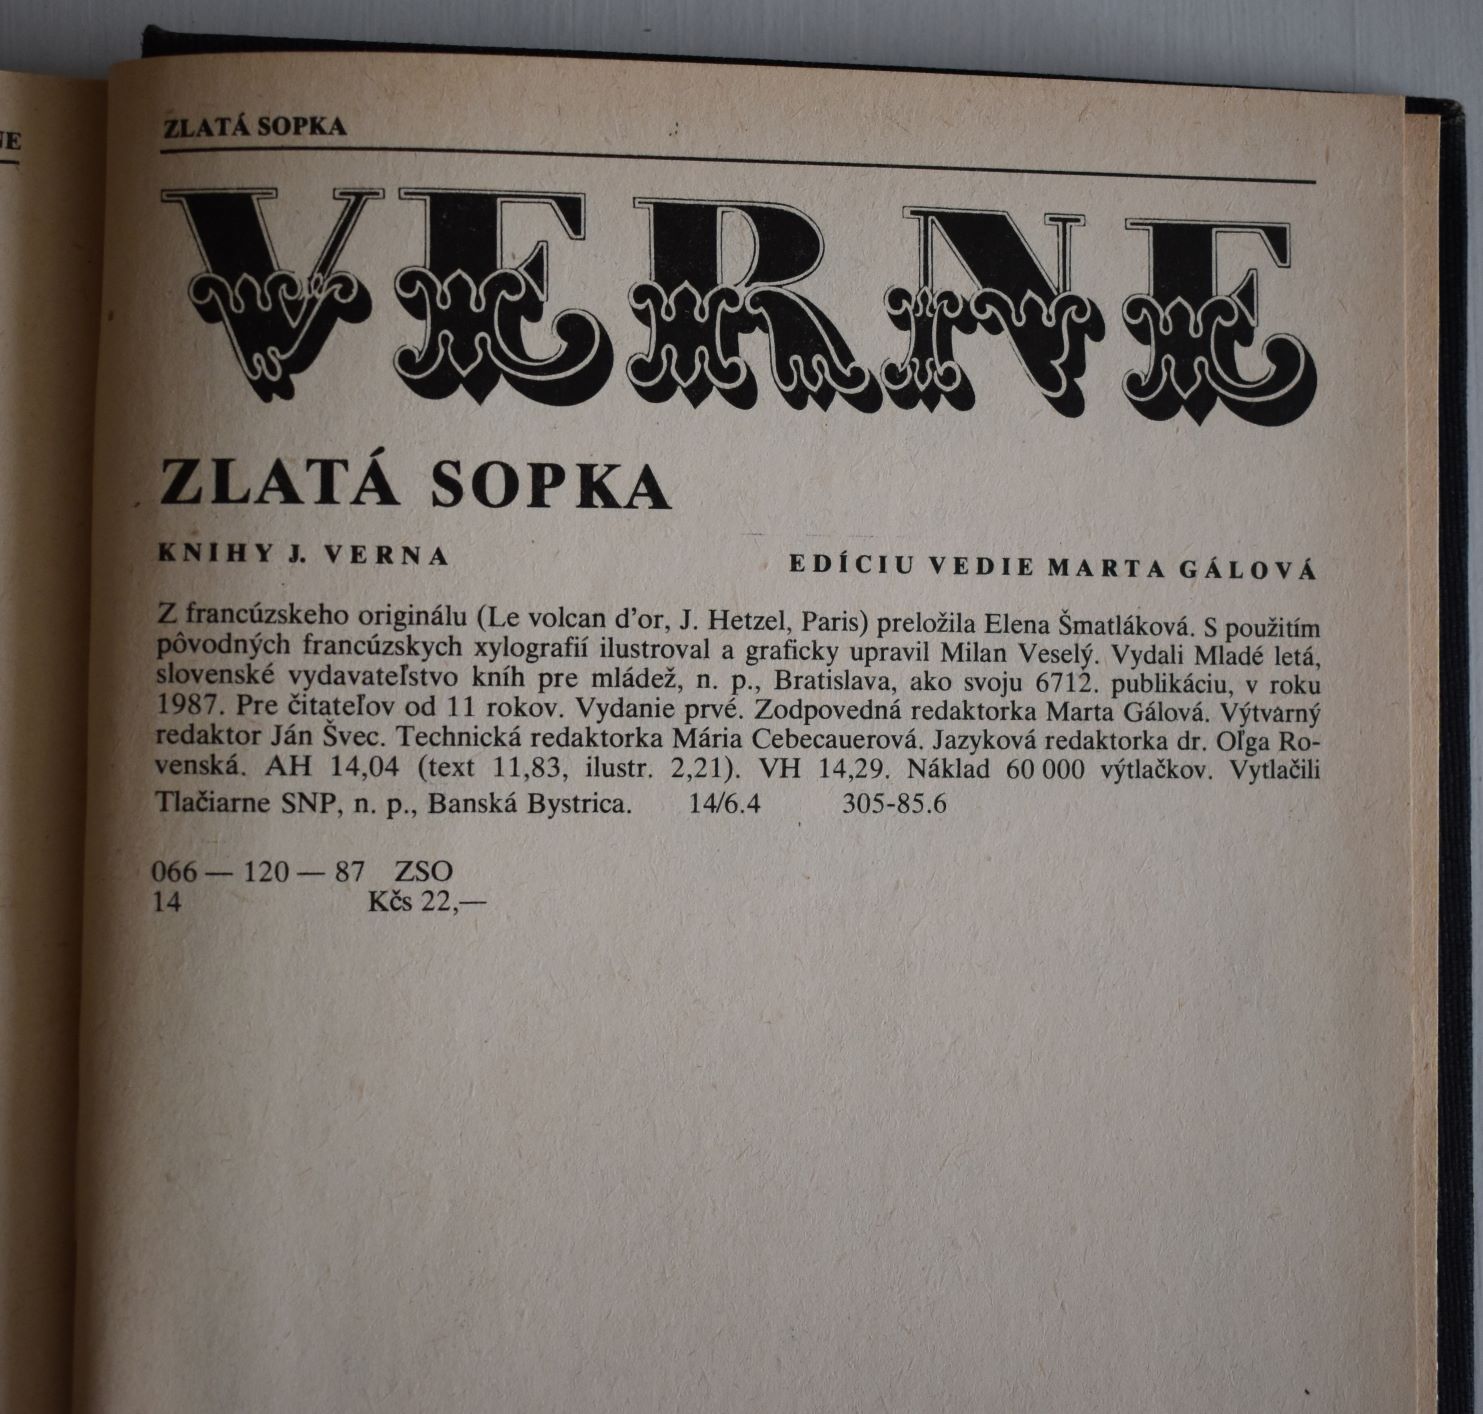 NE
ZLATÁ SOPKA
VERNE
ZLATÁ SOPKA
KNIHY J. VERNA EDÍCIU VEDIE MARTA GÁLOVÁ
Z francúzskeho originálu (Le volcan d’or, J. Hetzel, Paris) preložila Elena Šmatláková. S použitím
pôvodných francúzskych xylografií ilustroval a graficky upravil Milan Veselý. Vydali Mladé letá,
slovenské vydavateľstvo kníh pre mládež, n. p., Bratislava, ako svoju 6712. publikáciu, v roku
1987. Pre čitateľov od 11 rokov. Vydanie prvé. Zodpovedná redaktorka Marta Gálová. Výtvarný
redaktor Ján Švec. Technická redaktorka Mária Cebecauerová. Jazyková redaktorka dr. Oľga Ro-
venská. AH 14,04 (text 11,83, ilustr. 2,21). VH 14,29. Náklad 60 000 výtlačkov. Vytlačili
Tlačiarne SNP, n. p., Banská Bystrica. 14/6.4 305-85.6
066 — 120 — 87 ZSO
14 Kčs 22,—